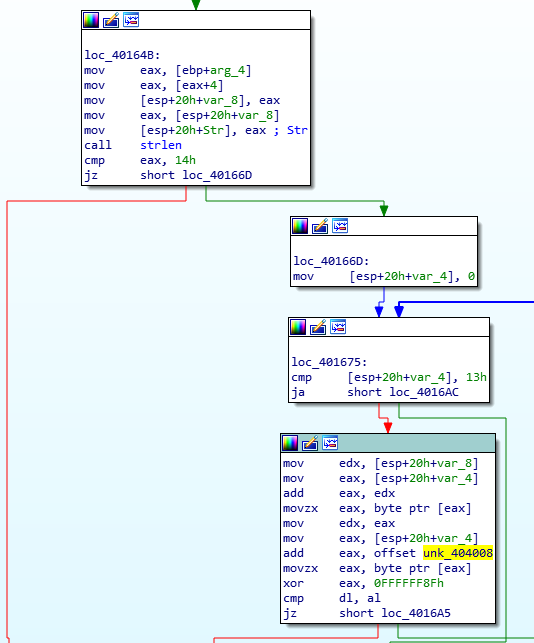 loc_40164B:
mov eax, [ebp+arg_4]
mov eax, [eax+4]
mov [esp+20h+var_8], eax
mov eax, [esp+20h+var_8]
mov [esp+20h+Str], eax ; Str
call strlen
cmp eax, 14h
jz short loc_40166D
loc_40166D:
mov [esp+20h+var_4], 0
loc_401675:
cmp [esp+20h+var_4], 13h
ja short loc_4016AC
mov edx, [esp+20h+var_8]
mov eax, [esp+20h+var_4]
add eax, edx
movzx eax, byte ptr [eax]
mov edx, eax
mov eax, [esp+20h+var_4]
add eax, offset unk_404008
movzx eax, byte ptr [eax]
xor eax, 0FFFFFF8Fh
cmp dl, al
jz short loc_4016A5